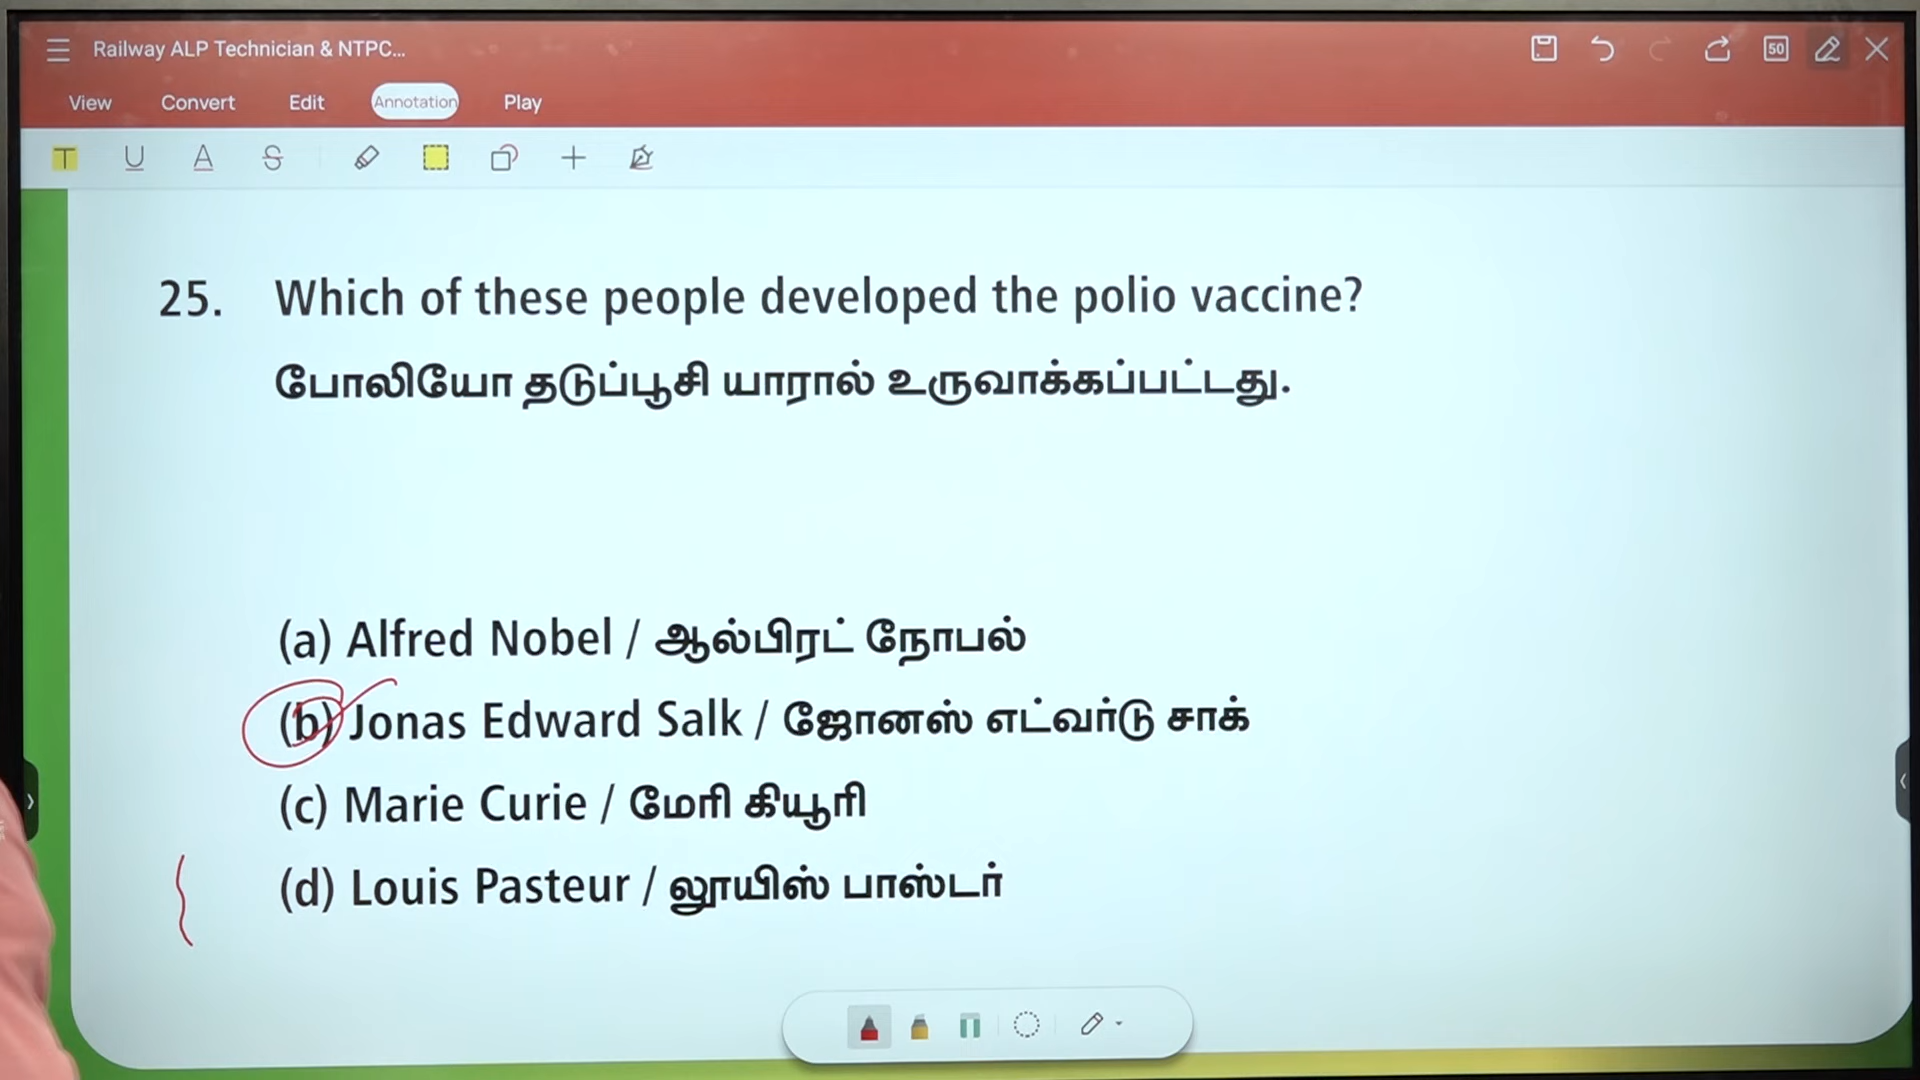 Railway ALP Technician & NTPC...
50
View Convert Edit Annotation Play
T U A S
25. Which of these people developed the polio vaccine?
போலியோ தடுப்பூசி யாரால் உருவாக்கப்பட்டது.
(a) Alfred Nobel / ஆல்பிரட் நோபல்
(b) Jonas Edward Salk / ஜோனஸ் எட்வர்டு சாக்
(c) Marie Curie / மேரி கியூரி
(d) Louis Pasteur / லூயிஸ் பாஸ்டர்